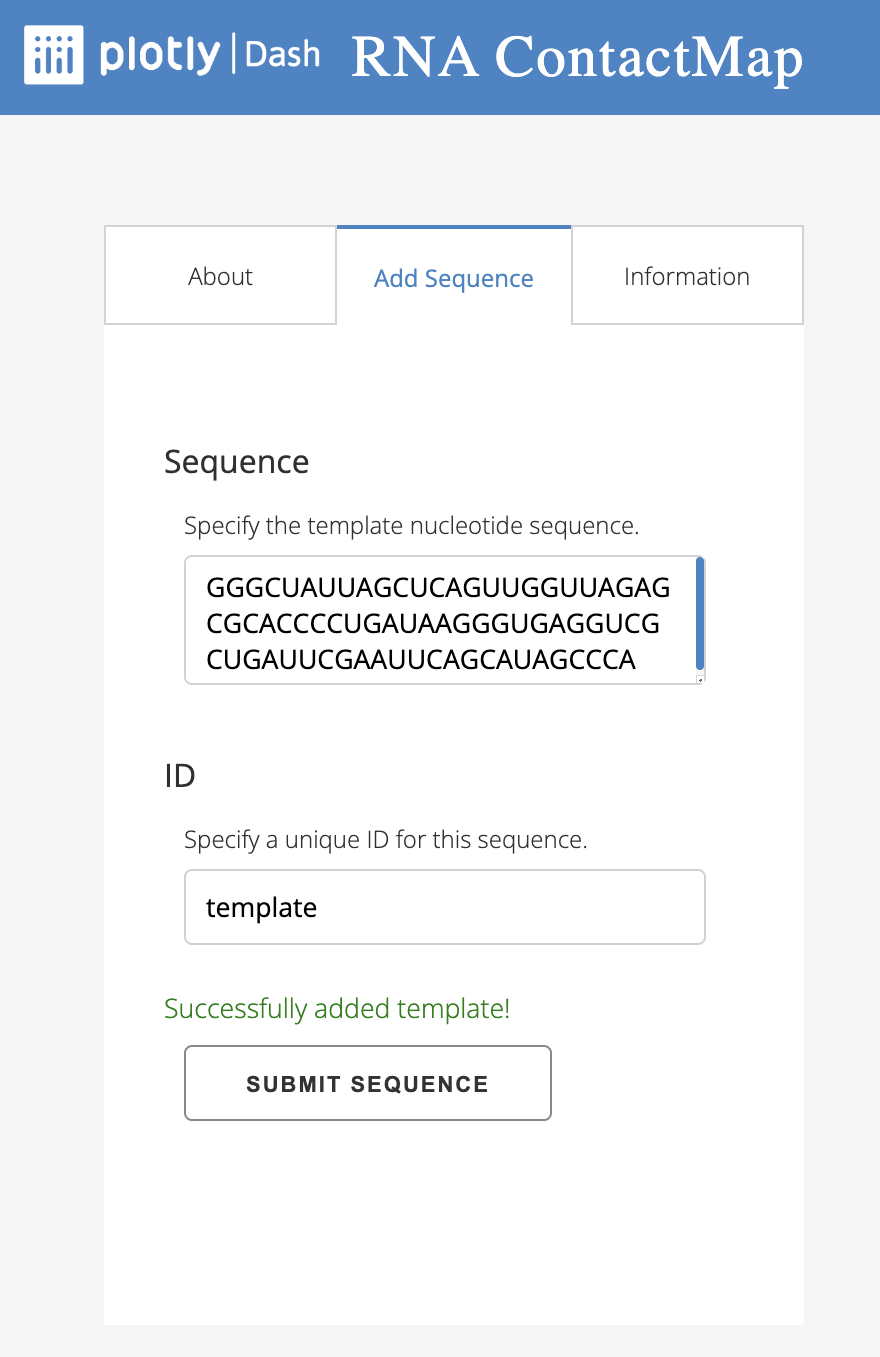 plotly | Dash RNA ContactMap
About Add Sequence Information
Sequence
Specify the template nucleotide sequence.
GGGCUAUUAGCUCAGUUGGUUAGAG
CGCACCCCUGAUAAGGGUGAGGUCG
CUGAUUCGAAUUCAGCAUAGCCCA
ID
Specify a unique ID for this sequence.
template
Successfully added template!
SUBMIT SEQUENCE